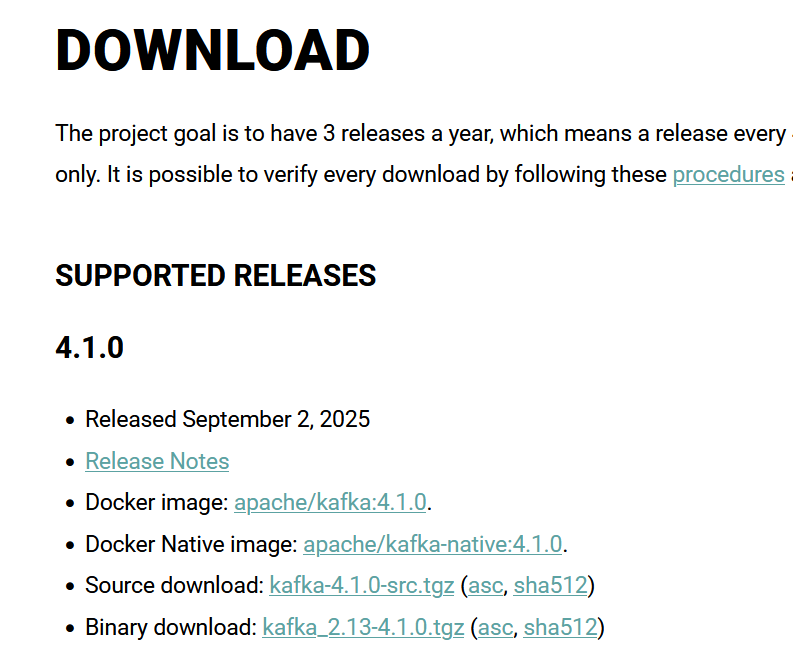 DOWNLOAD
The project goal is to have 3 releases a year, which means a release every
only. It is possible to verify every download by following these procedures
SUPPORTED RELEASES
4.1.0
• Released September 2, 2025
• Release Notes
• Docker image: apache/kafka:4.1.0.
• Docker Native image: apache/kafka-native:4.1.0.
• Source download: kafka-4.1.0-src.tgz (asc, sha512)
• Binary download: kafka_2.13-4.1.0.tgz (asc, sha512)